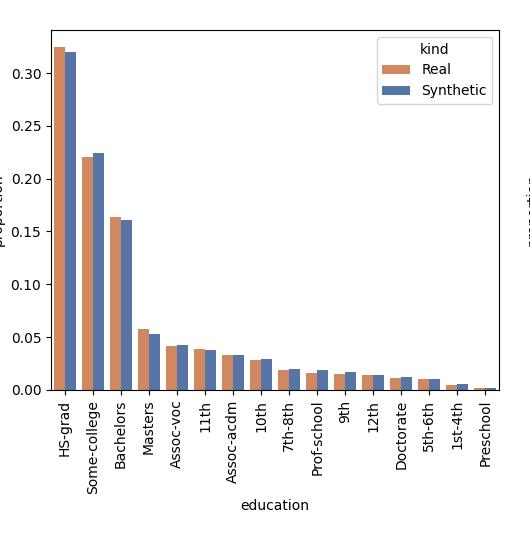 kind
Real
Synthetic
0.30
0.25
0.20
0.15
0.10
0.05
0.00
HS-grad
Some-college
Bachelors
Masters
Assoc-voc
11th
Assoc-acdm
10th
7th-8th
Prof-school
9th
12th
Doctorate
5th-6th
1st-4th
Preschool
education